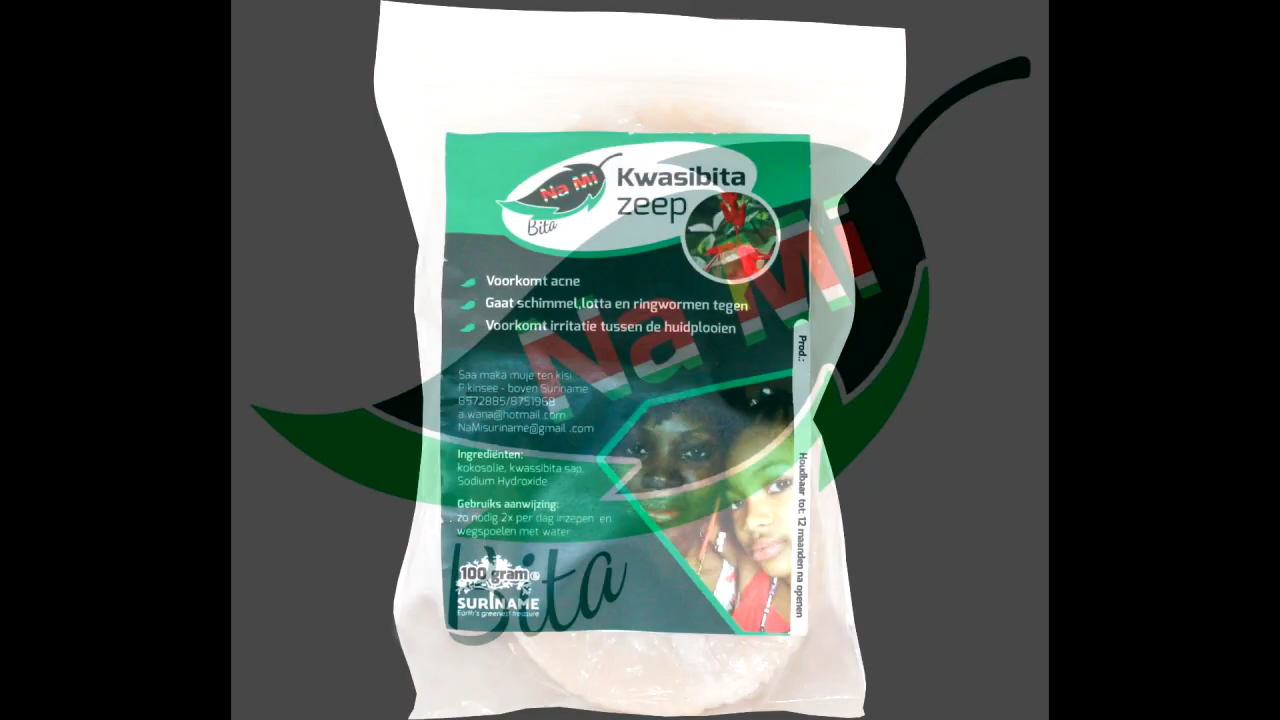 Na Mi
Bita
Kwasibita
zeep
Voorkomt acne
Gaat schimmel,lotta en ringwormen tegen
Voorkomt irritatie tussen de huidplooien
Na Mi
Prod.:
Saa maka muje ten kisi
Pikinsee - boven Suriname
8572885/8751968
a.wana@hotmail.com
NaMisuriname@gmail .com
Ingrediënten:
kokosolie, kwassibita sap,
Sodium Hydroxide
Gebruiks aanwijzing:
zo nodig 2x per dag inzepen en
wegspoelen met water
Houdbaar tot: 12 maanden na openen
Bita
100 gram
SURINAME
Earth's greenest treasure